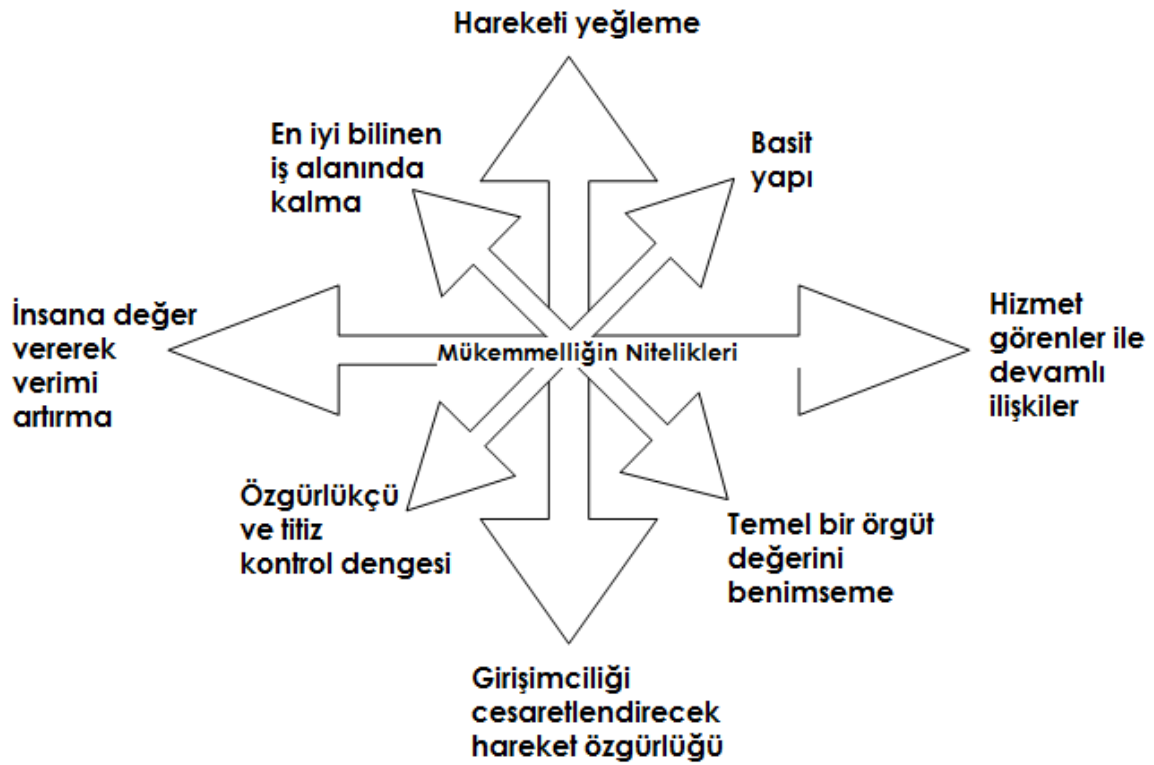 Hareketi yeğleme
En iyi bilinen
iş alanında
kalma
Basit
yapı
İnsana değer
vererek
verimi
artırma
Mükemmelliğin Nitelikleri
Hizmet
görenler ile
devamlı
ilişkiler
Özgürlükçü
ve titiz
kontrol dengesi
Temel bir örgüt
değerini
benimseme
Girişimciliği
cesaretlendirecek
hareket özgürlüğü